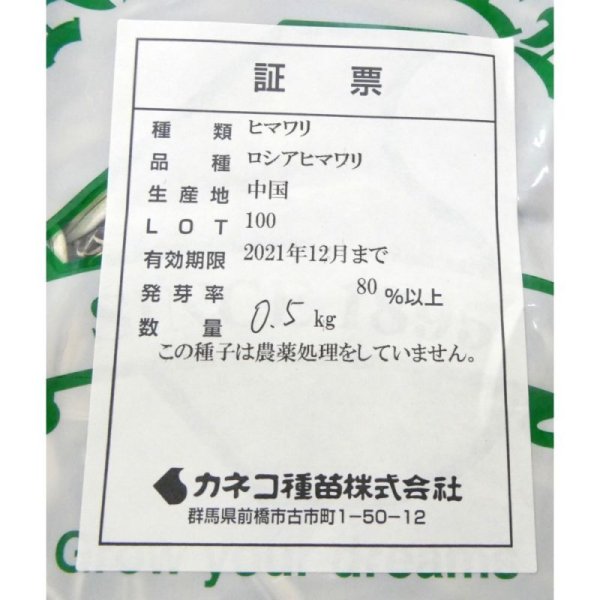 証 票
種 類 ヒマワリ
品 種 ロシアヒマワリ
生産地 中国
LOT 100
有効期限 2021年12月まで
発芽率 80 %以上
数 量 0.5 kg
この種子は農薬処理をしていません。
カネコ種苗株式会社
群馬県前橋市古市町1-50-12
Grow your dreams